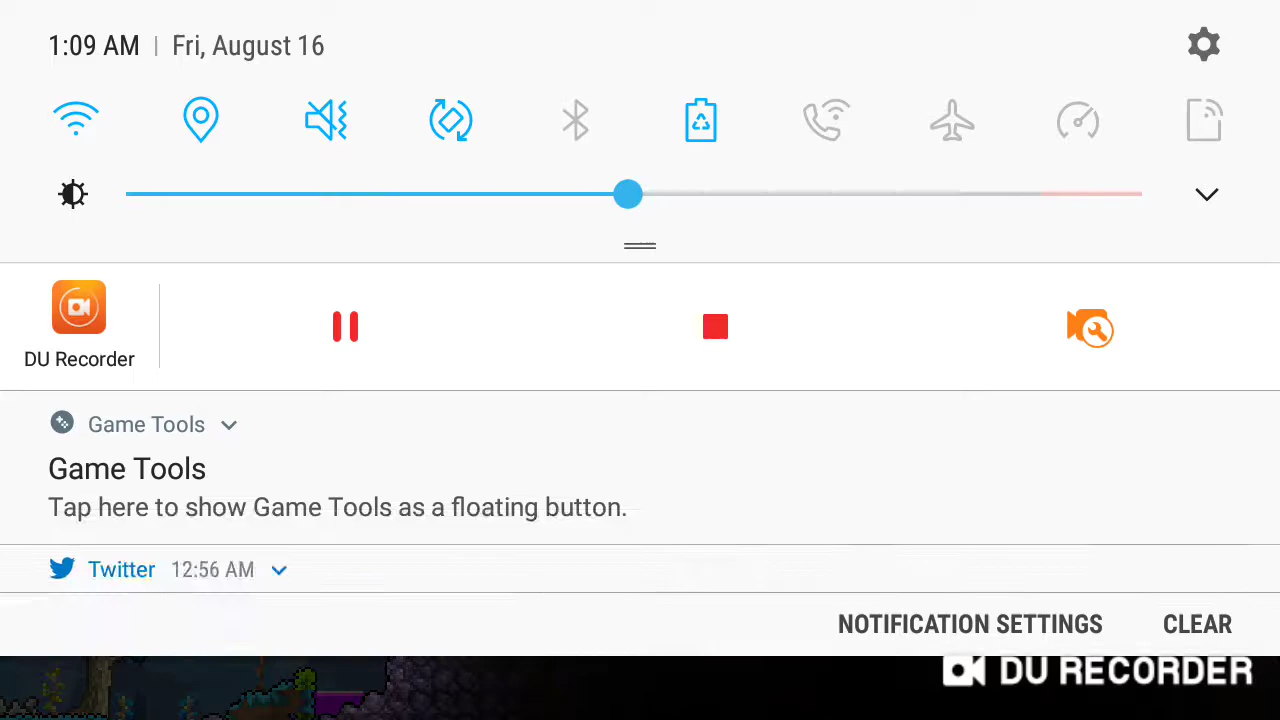 1:09 AM | Fri, August 16
DU Recorder
Game Tools
Game Tools
Tap here to show Game Tools as a floating button.
Twitter 12:56 AM
NOTIFICATION SETTINGS CLEAR
DU RECORDER